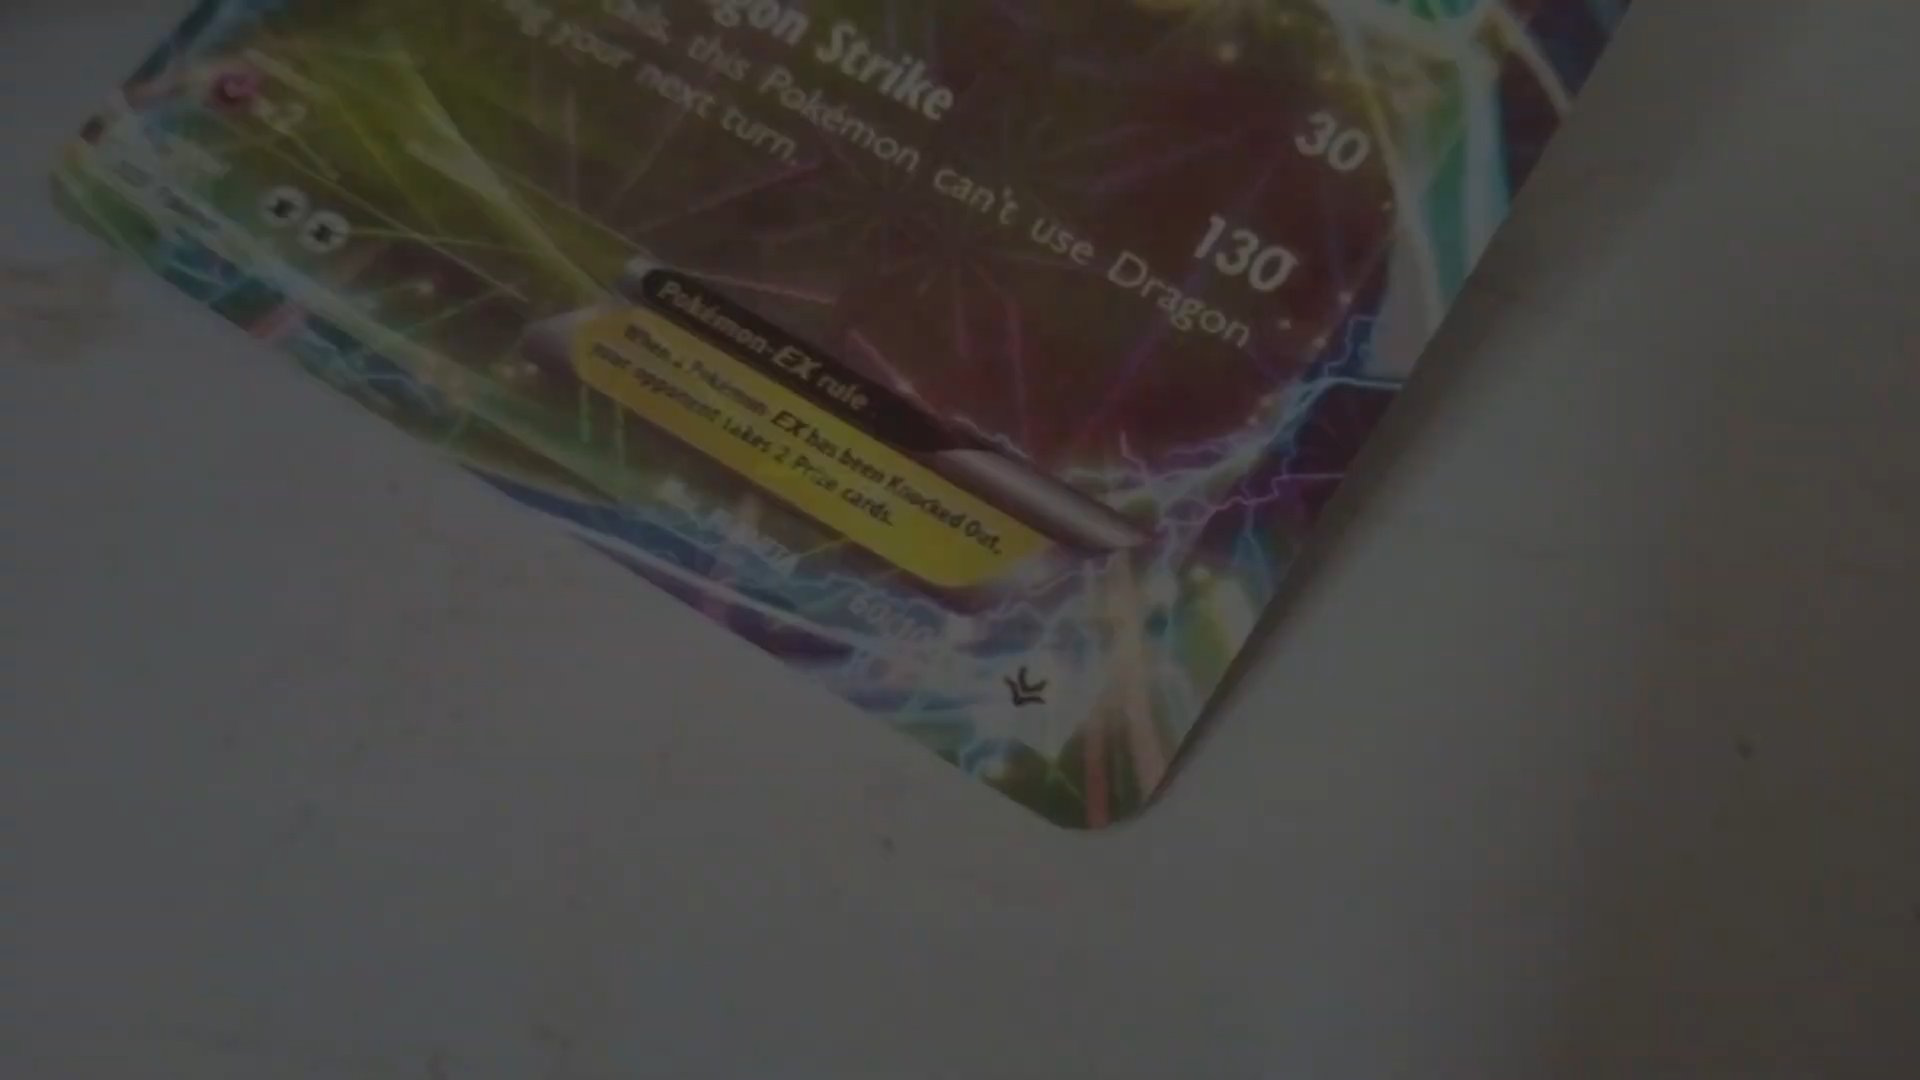 gon Strike
30
this Pokémon can't use Dragon
your next turn.
130
×2
Pokémon-EX rule
When a Pokémon-EX has been Knocked Out,
your opponent takes 2 Prize cards.